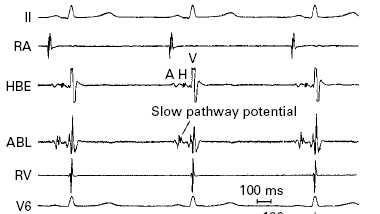 II
RA
V
A H
HBE
Slow pathway potential
ABL
RV
100 ms
V6